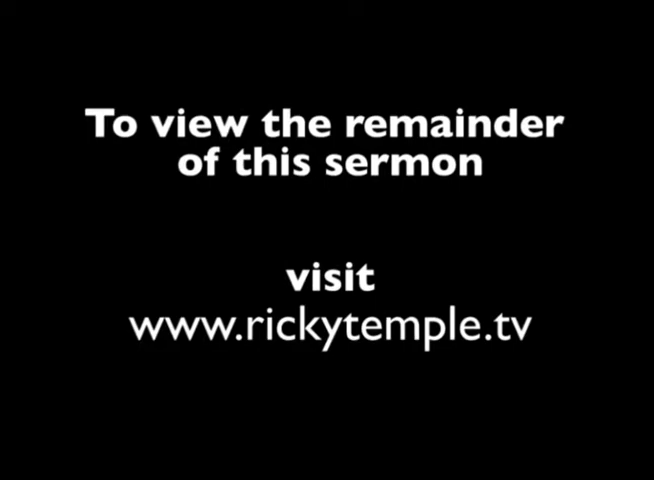 To view the remainder
of this sermon
visit
www.rickytemple.tv